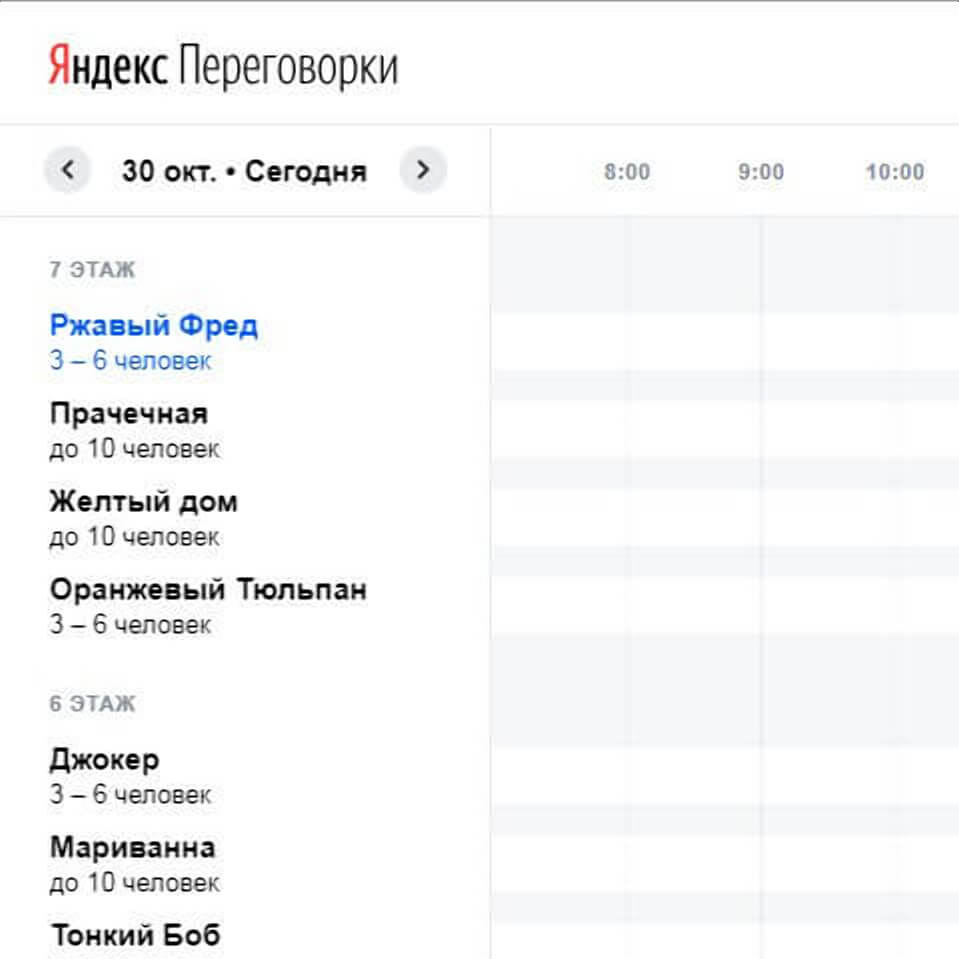 Яндекс Переговорки
30 окт. • Сегодня
8:00 9:00 10:00
7 ЭТАЖ
Ржавый Фред
3 – 6 человек
Прачечная
до 10 человек
Желтый дом
до 10 человек
Оранжевый Тюльпан
3 – 6 человек
6 ЭТАЖ
Джокер
3 – 6 человек
Мариванна
до 10 человек
Тонкий Боб